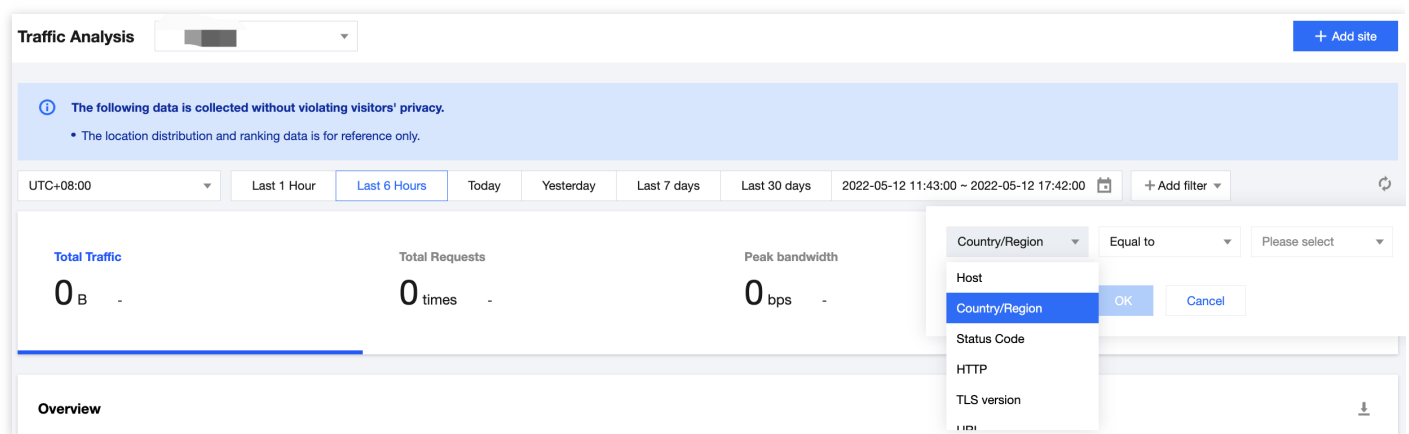 Traffic Analysis
+ Add site
The following data is collected without violating visitors' privacy.
• The location distribution and ranking data is for reference only.
UTC+08:00 Last 1 Hour Last 6 Hours Today Yesterday Last 7 days Last 30 days 2022-05-12 11:43:00 ~ 2022-05-12 17:42:00 + Add filter
Country/Region Equal to Please select
Total Traffic Total Requests Peak bandwidth
0 B - 0 times - 0 bps -
Host
Country/Region
OK Cancel
Status Code
HTTP
TLS version
Overview